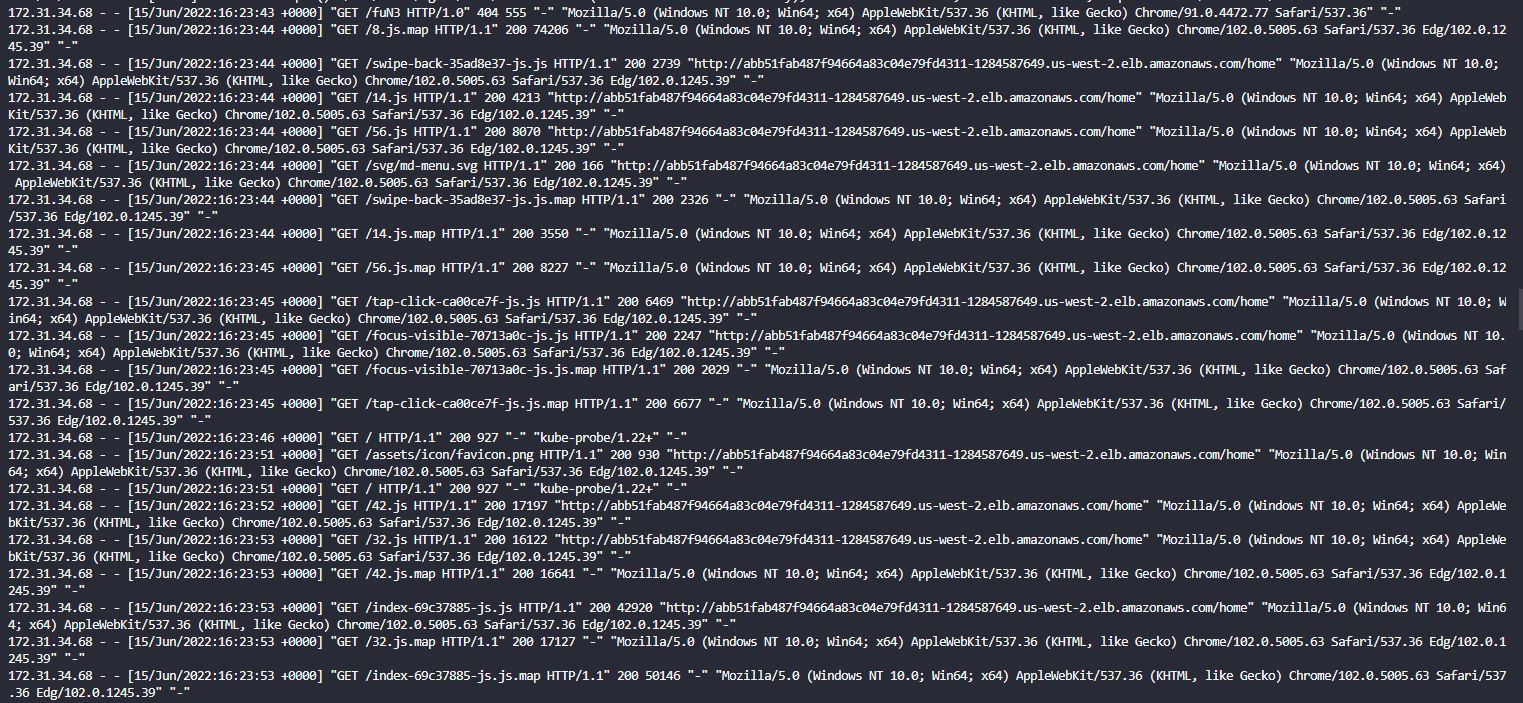 172.31.34.68 - - [15/Jun/2022:16:23:43 +0000] "GET /fuN3 HTTP/1.0" 404 555 "-" "Mozilla/5.0 (Windows NT 10.0; Win64; x64) AppleWebKit/537.36 (KHTML, like Gecko) Chrome/91.0.4472.77 Safari/537.36" "-"
172.31.34.68 - - [15/Jun/2022:16:23:44 +0000] "GET /8.js.map HTTP/1.1" 200 74206 "-" "Mozilla/5.0 (Windows NT 10.0; Win64; x64) AppleWebKit/537.36 (KHTML, like Gecko) Chrome/102.0.5005.63 Safari/537.36 Edg/102.0.12
45.39" "-"
172.31.34.68 - - [15/Jun/2022:16:23:44 +0000] "GET /swipe-back-35ad8e37-js.js HTTP/1.1" 200 2739 "http://abb51fab487f94664a83c04e79fd4311-1284587649.us-west-2.elb.amazonaws.com/home" "Mozilla/5.0 (Windows NT 10.0;
Win64; x64) AppleWebKit/537.36 (KHTML, like Gecko) Chrome/102.0.5005.63 Safari/537.36 Edg/102.0.1245.39" "-"
172.31.34.68 - - [15/Jun/2022:16:23:44 +0000] "GET /14.js HTTP/1.1" 200 4213 "http://abb51fab487f94664a83c04e79fd4311-1284587649.us-west-2.elb.amazonaws.com/home" "Mozilla/5.0 (Windows NT 10.0; Win64; x64) AppleWeb
Kit/537.36 (KHTML, like Gecko) Chrome/102.0.5005.63 Safari/537.36 Edg/102.0.1245.39" "-"
172.31.34.68 - - [15/Jun/2022:16:23:44 +0000] "GET /56.js HTTP/1.1" 200 8070 "http://abb51fab487f94664a83c04e79fd4311-1284587649.us-west-2.elb.amazonaws.com/home" "Mozilla/5.0 (Windows NT 10.0; Win64; x64) AppleWeb
Kit/537.36 (KHTML, like Gecko) Chrome/102.0.5005.63 Safari/537.36 Edg/102.0.1245.39" "-"
172.31.34.68 - - [15/Jun/2022:16:23:44 +0000] "GET /svg/md-menu.svg HTTP/1.1" 200 166 "http://abb51fab487f94664a83c04e79fd4311-1284587649.us-west-2.elb.amazonaws.com/home" "Mozilla/5.0 (Windows NT 10.0; Win64; x64)
AppleWebKit/537.36 (KHTML, like Gecko) Chrome/102.0.5005.63 Safari/537.36 Edg/102.0.1245.39" "-"
172.31.34.68 - - [15/Jun/2022:16:23:44 +0000] "GET /swipe-back-35ad8e37-js.js.map HTTP/1.1" 200 2326 "-" "Mozilla/5.0 (Windows NT 10.0; Win64; x64) AppleWebKit/537.36 (KHTML, like Gecko) Chrome/102.0.5005.63 Safari
/537.36 Edg/102.0.1245.39" "-"
172.31.34.68 - - [15/Jun/2022:16:23:44 +0000] "GET /14.js.map HTTP/1.1" 200 3550 "-" "Mozilla/5.0 (Windows NT 10.0; Win64; x64) AppleWebKit/537.36 (KHTML, like Gecko) Chrome/102.0.5005.63 Safari/537.36 Edg/102.0.12
45.39" "-"
172.31.34.68 - - [15/Jun/2022:16:23:45 +0000] "GET /56.js.map HTTP/1.1" 200 8227 "-" "Mozilla/5.0 (Windows NT 10.0; Win64; x64) AppleWebKit/537.36 (KHTML, like Gecko) Chrome/102.0.5005.63 Safari/537.36 Edg/102.0.12
45.39" "-"
172.31.34.68 - - [15/Jun/2022:16:23:45 +0000] "GET /tap-click-ca00ce7f-js.js HTTP/1.1" 200 6469 "http://abb51fab487f94664a83c04e79fd4311-1284587649.us-west-2.elb.amazonaws.com/home" "Mozilla/5.0 (Windows NT 10.0; W
in64; x64) AppleWebKit/537.36 (KHTML, like Gecko) Chrome/102.0.5005.63 Safari/537.36 Edg/102.0.1245.39" "-"
172.31.34.68 - - [15/Jun/2022:16:23:45 +0000] "GET /focus-visible-70713a0c-js.js HTTP/1.1" 200 2247 "http://abb51fab487f94664a83c04e79fd4311-1284587649.us-west-2.elb.amazonaws.com/home" "Mozilla/5.0 (Windows NT 10.
0; Win64; x64) AppleWebKit/537.36 (KHTML, like Gecko) Chrome/102.0.5005.63 Safari/537.36 Edg/102.0.1245.39" "-"
172.31.34.68 - - [15/Jun/2022:16:23:45 +0000] "GET /focus-visible-70713a0c-js.js.map HTTP/1.1" 200 2029 "-" "Mozilla/5.0 (Windows NT 10.0; Win64; x64) AppleWebKit/537.36 (KHTML, like Gecko) Chrome/102.0.5005.63 Saf
ari/537.36 Edg/102.0.1245.39" "-"
172.31.34.68 - - [15/Jun/2022:16:23:45 +0000] "GET /tap-click-ca00ce7f-js.js.map HTTP/1.1" 200 6677 "-" "Mozilla/5.0 (Windows NT 10.0; Win64; x64) AppleWebKit/537.36 (KHTML, like Gecko) Chrome/102.0.5005.63 Safari/
537.36 Edg/102.0.1245.39" "-"
172.31.34.68 - - [15/Jun/2022:16:23:46 +0000] "GET / HTTP/1.1" 200 927 "-" "kube-probe/1.22+" "-"
172.31.34.68 - - [15/Jun/2022:16:23:51 +0000] "GET /assets/icon/favicon.png HTTP/1.1" 200 930 "http://abb51fab487f94664a83c04e79fd4311-1284587649.us-west-2.elb.amazonaws.com/home" "Mozilla/5.0 (Windows NT 10.0; Win
64; x64) AppleWebKit/537.36 (KHTML, like Gecko) Chrome/102.0.5005.63 Safari/537.36 Edg/102.0.1245.39" "-"
172.31.34.68 - - [15/Jun/2022:16:23:51 +0000] "GET / HTTP/1.1" 200 927 "-" "kube-probe/1.22+" "-"
172.31.34.68 - - [15/Jun/2022:16:23:52 +0000] "GET /42.js HTTP/1.1" 200 17197 "http://abb51fab487f94664a83c04e79fd4311-1284587649.us-west-2.elb.amazonaws.com/home" "Mozilla/5.0 (Windows NT 10.0; Win64; x64) AppleWe
bKit/537.36 (KHTML, like Gecko) Chrome/102.0.5005.63 Safari/537.36 Edg/102.0.1245.39" "-"
172.31.34.68 - - [15/Jun/2022:16:23:53 +0000] "GET /32.js HTTP/1.1" 200 16122 "http://abb51fab487f94664a83c04e79fd4311-1284587649.us-west-2.elb.amazonaws.com/home" "Mozilla/5.0 (Windows NT 10.0; Win64; x64) AppleWe
bKit/537.36 (KHTML, like Gecko) Chrome/102.0.5005.63 Safari/537.36 Edg/102.0.1245.39" "-"
172.31.34.68 - - [15/Jun/2022:16:23:53 +0000] "GET /42.js.map HTTP/1.1" 200 16641 "-" "Mozilla/5.0 (Windows NT 10.0; Win64; x64) AppleWebKit/537.36 (KHTML, like Gecko) Chrome/102.0.5005.63 Safari/537.36 Edg/102.0.1
245.39" "-"
172.31.34.68 - - [15/Jun/2022:16:23:53 +0000] "GET /index-69c37885-js.js HTTP/1.1" 200 42920 "http://abb51fab487f94664a83c04e79fd4311-1284587649.us-west-2.elb.amazonaws.com/home" "Mozilla/5.0 (Windows NT 10.0; Win6
4; x64) AppleWebKit/537.36 (KHTML, like Gecko) Chrome/102.0.5005.63 Safari/537.36 Edg/102.0.1245.39" "-"
172.31.34.68 - - [15/Jun/2022:16:23:53 +0000] "GET /32.js.map HTTP/1.1" 200 17127 "-" "Mozilla/5.0 (Windows NT 10.0; Win64; x64) AppleWebKit/537.36 (KHTML, like Gecko) Chrome/102.0.5005.63 Safari/537.36 Edg/102.0.1
245.39" "-"
172.31.34.68 - - [15/Jun/2022:16:23:53 +0000] "GET /index-69c37885-js.js.map HTTP/1.1" 200 50146 "-" "Mozilla/5.0 (Windows NT 10.0; Win64; x64) AppleWebKit/537.36 (KHTML, like Gecko) Chrome/102.0.5005.63 Safari/537
.36 Edg/102.0.1245.39" "-"